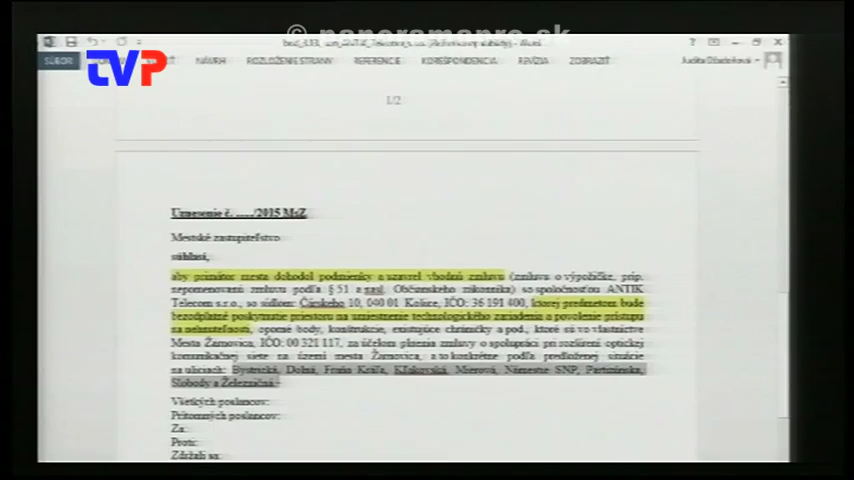 © panoramapro.sk
tvP
SÚBOR NÁVRH ROZLOŽENIE STRANY REFERENCIE KOREŠPONDENCIA REVÍZIA ZOBRAZIŤ
1/2
Uznesenie č. ...../2015 MsZ
Mestské zastupiteľstvo
súhlasí,
aby primátor mesta dohodol podmienky a uzavrel vhodnú zmluvu (zmluvu o výpožičke, príp.
nepomenovanú zmluvu podľa § 51 a nasl. Občianskeho zákonníka) so spoločnosťou ANTIK
Telecom s.r.o., so sídlom: Čárskeho 10, 040 01 Košice, IČO: 36 191 400, ktorej predmetom bude
bezodplatné poskytnutie priestoru na umiestnenie technologického zariadenia a povolenie prístupu
na nehnuteľnosti, oporné body, konštrukcie, existujúce chráničky a pod., ktoré sú vo vlastníctve
Mesta Žarnovica, IČO: 00 321 117, za účelom plnenia zmluvy o spolupráci pri rozšírení optickej
komunikačnej siete na území mesta Žarnovica, a to konkrétne podľa predloženej situácie
na uliciach: Bystrická, Dolná, Fraňo Kráľa, Kľakovská, Mierová, Námestie SNP, Partizánska,
Slobody a Železničná.
Všetkých poslancov:
Prítomných poslancov:
Za:
Proti:
Zdržali sa: